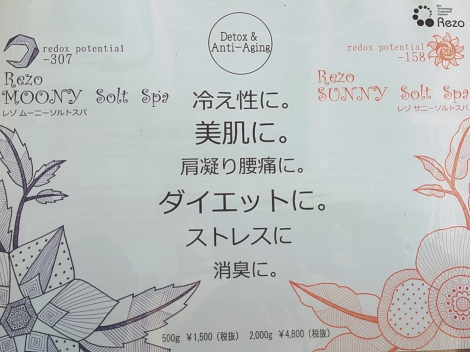 Detox &
Anti-Aging
Rezo
redox potential
-307
Rezo
MOONY Solt Spa
レゾ ムーニーソルトスパ
redox potential
-158
Rezo
SUNNY Solt Spa
レゾ サニーソルトスパ
冷え性に。
美肌に。
肩凝り腰痛に。
ダイエットに。
ストレスに
消臭に。
500g ¥1,500（税抜） 2,000g ¥4,800（税抜）